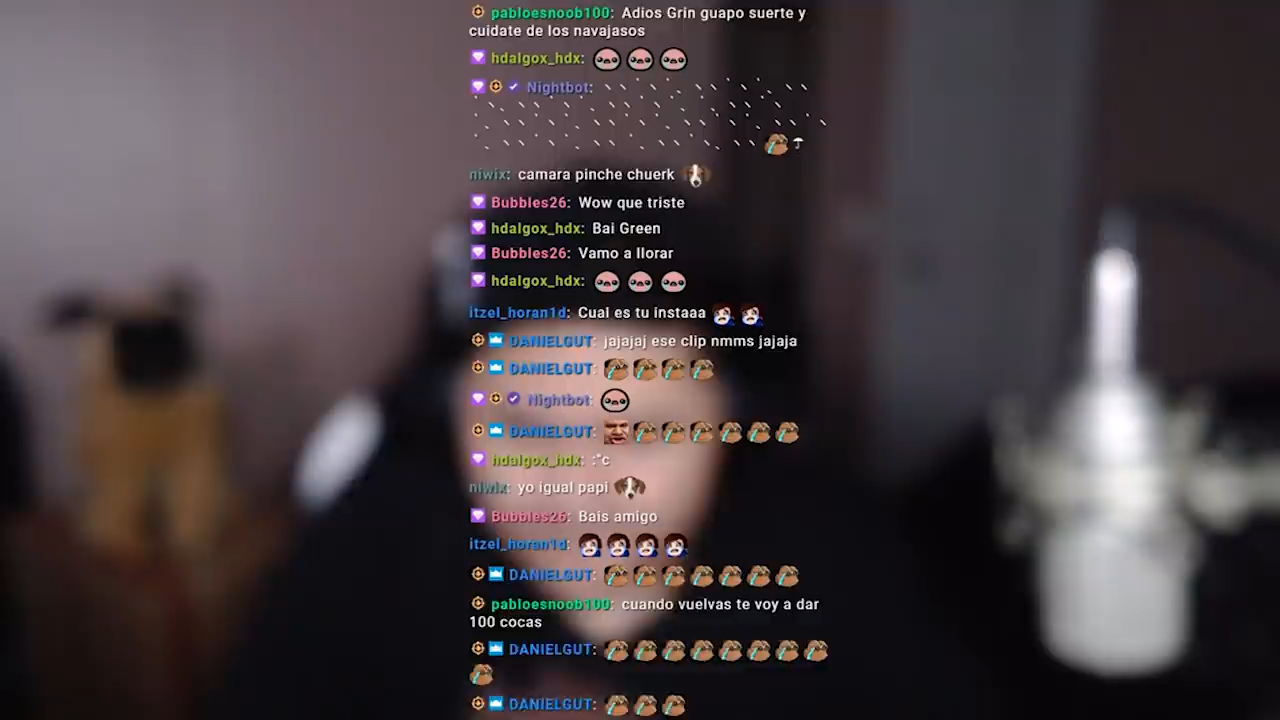 pabloesnoob100: Adios Grin guapo suerte y
cuidate de los navajasos
hdalgox_hdx:
Nightbot:
niwix: camara pinche chuerk
Bubbles26: Wow que triste
hdalgox_hdx: Bai Green
Bubbles26: Vamo a llorar
hdalgox_hdx:
itzel_horan1d: Cual es tu instaaa
DANIELGUT: jajajaj ese clip nmms jajaja
DANIELGUT:
Nightbot:
DANIELGUT:
hdalgox_hdx: :"c
niwix: yo igual papi
Bubbles26: Bais amigo
itzel_horan1d:
DANIELGUT:
pabloesnoob100: cuando vuelvas te voy a dar
100 cocas
DANIELGUT:
DANIELGUT: